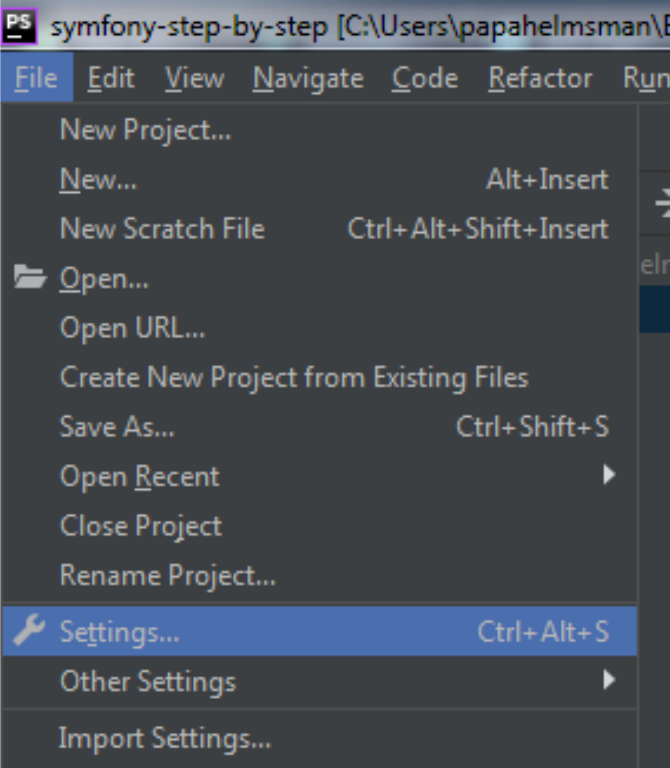 PS symfony-step-by-step [C:\Users\papahelmsman\
File Edit View Navigate Code Refactor Run
New Project...
New... Alt+Insert
New Scratch File Ctrl+Alt+Shift+Insert
Open...
Open URL...
Create New Project from Existing Files
Save As... Ctrl+Shift+S
Open Recent
Close Project
Rename Project...
Settings... Ctrl+Alt+S
Other Settings
Import Settings...